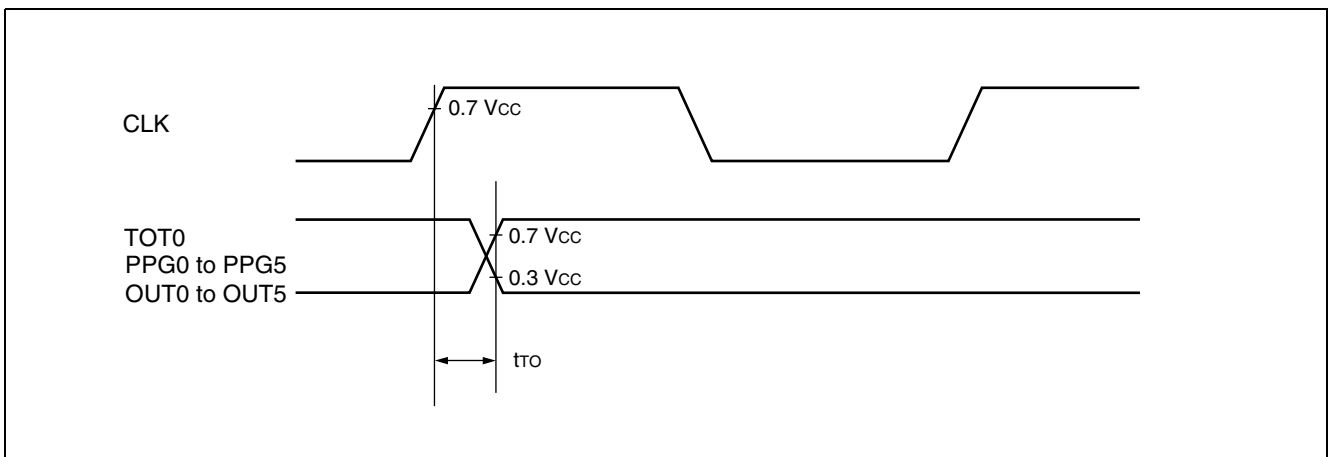 CLK
0.7 Vcc
TOT0
PPG0 to PPG5
OUT0 to OUT5
0.7 Vcc
0.3 Vcc
tTO